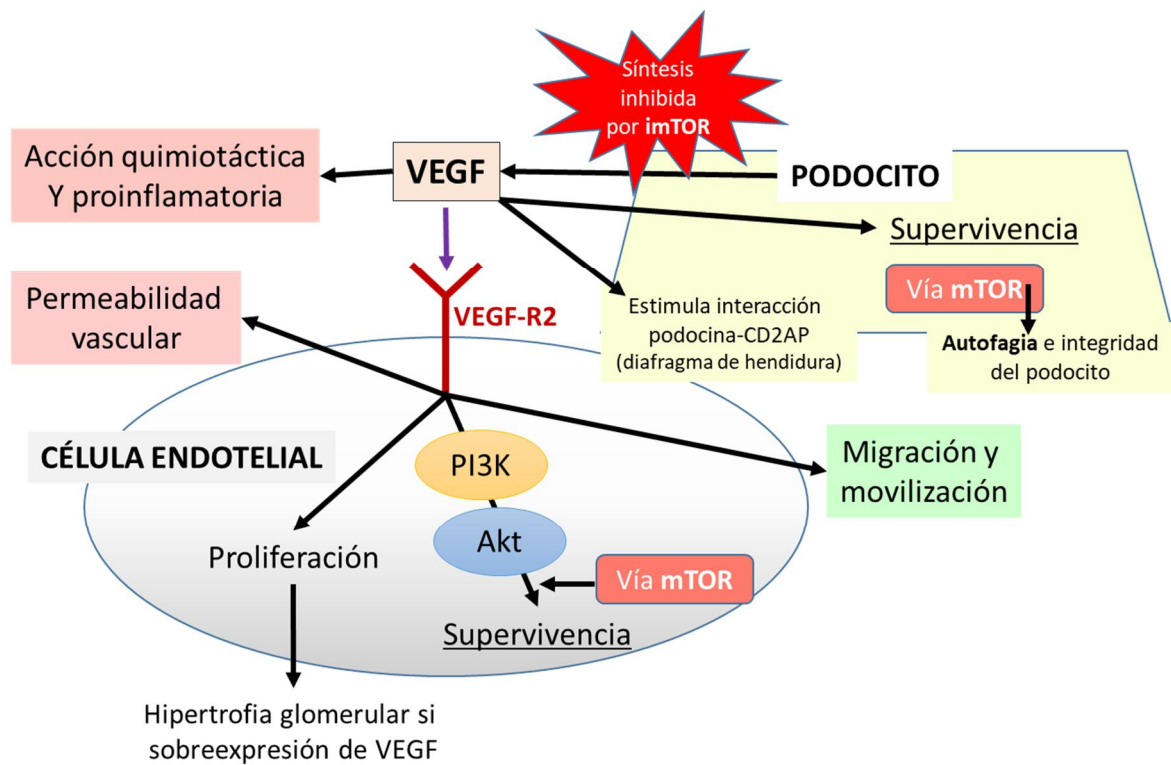 Síntesis
inhibida
por imTOR
Acción quimiotáctica
Y proinflamatoria
VEGF
PODOCITO
Supervivencia
Permeabilidad
vascular
VEGF-R2
Estimula interacción
podocina-CD2AP
(diafragma de hendidura)
Vía mTOR
Autofagia e integridad
del podocito
CÉLULA ENDOTELIAL
PI3K
Migración y
movilización
Akt
Proliferación
Vía mTOR
Supervivencia
Hipertrofia glomerular si
sobreexpresión de VEGF